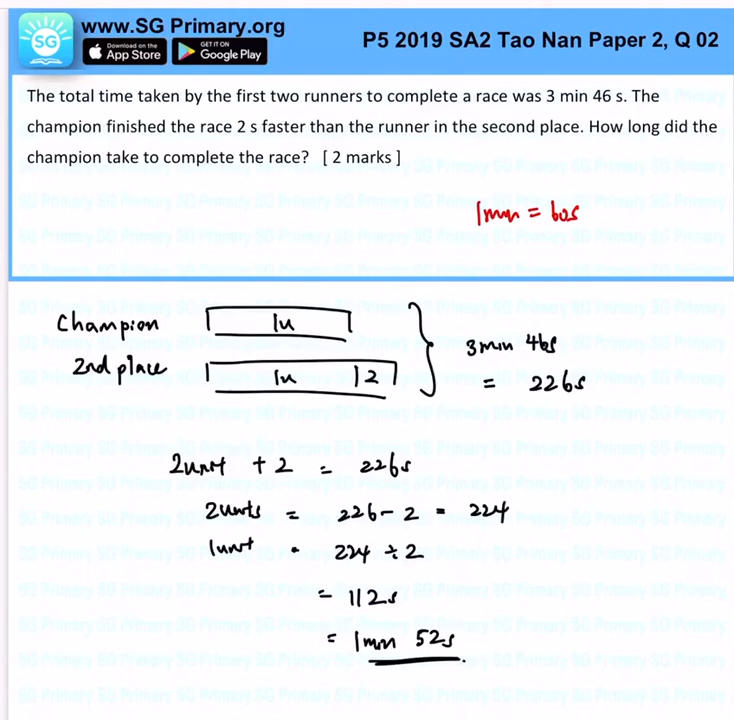 www.SG Primary.org
SG
Download on the App Store
GET IT ON Google Play
P5 2019 SA2 Tao Nan Paper 2, Q 02
The total time taken by the first two runners to complete a race was 3 min 46 s. The
champion finished the race 2 s faster than the runner in the second place. How long did the
champion take to complete the race? [ 2 marks ]
1min = 60s
Champion 1u
3min 46s
2nd place 1u 2
= 226s
2unit + 2 = 226s
2units = 226 - 2 = 224
1unit = 224 ÷ 2
= 112s
= 1min 52s